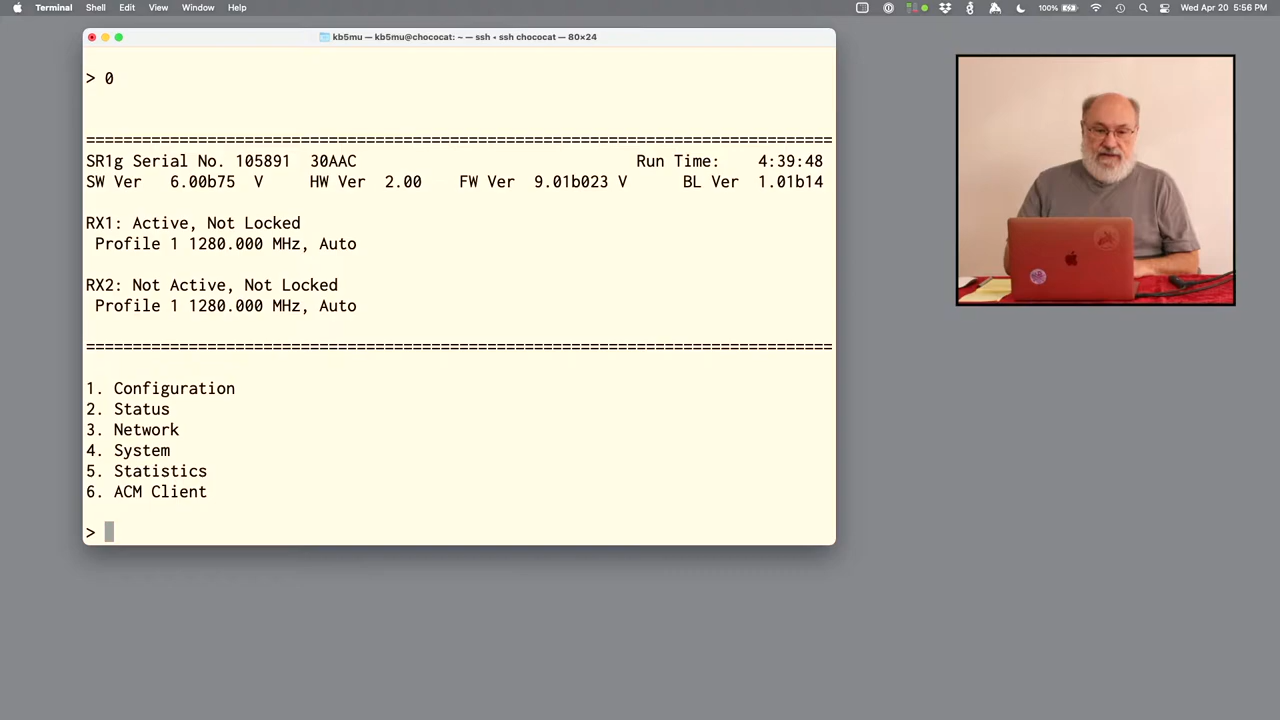 Terminal Shell Edit View Window Help 100% Wed Apr 20 5:56 PM
kb5mu — kb5mu@chococat: ~ — ssh ◂ ssh chococat — 80×24
> 0
================================================================================
SR1g Serial No. 105891 30AAC Run Time: 4:39:48
SW Ver 6.00b75 V HW Ver 2.00 FW Ver 9.01b023 V BL Ver 1.01b14
RX1: Active, Not Locked
Profile 1 1280.000 MHz, Auto
RX2: Not Active, Not Locked
Profile 1 1280.000 MHz, Auto
================================================================================
1. Configuration
2. Status
3. Network
4. System
5. Statistics
6. ACM Client
>